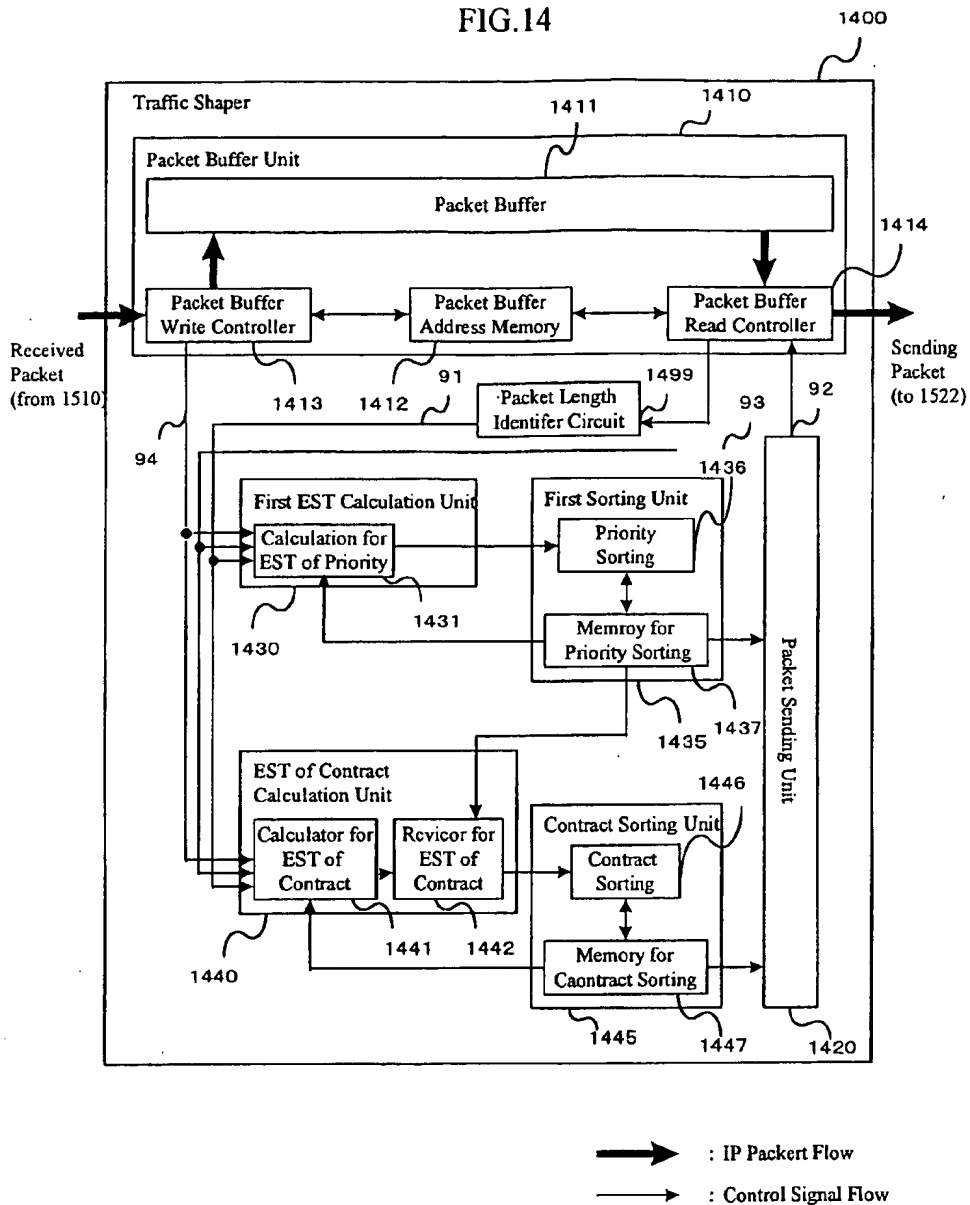 FIG.14
1400
Traffic Shaper
1411
1410
Packet Buffer Unit
Packet Buffer
1414
Packet Buffer
Write Controller
Packet Buffer
Address Memory
Packet Buffer
Read Controller
Received
Packet
(from 1510)
Sending
Packet
(to 1522)
1413
1412
91
1499
93
92
Packet Length
Identifer Circuit
94
1436
First EST Calculation Unit
First Sorting Unit
Calculation for
EST of Priority
Priority
Sorting
1431
1430
Memroy for
Priority Sorting
1437
1435
Packet Sending Unit
1446
EST of Contract
Calculation Unit
Contract Sorting Unit
Calculator for
EST of
Contract
Revicor for
EST of
Contract
Contract
Sorting
1441
1442
1440
Memory for
Caontract Sorting
1445
1447
1420
: IP Packert Flow
: Control Signal Flow